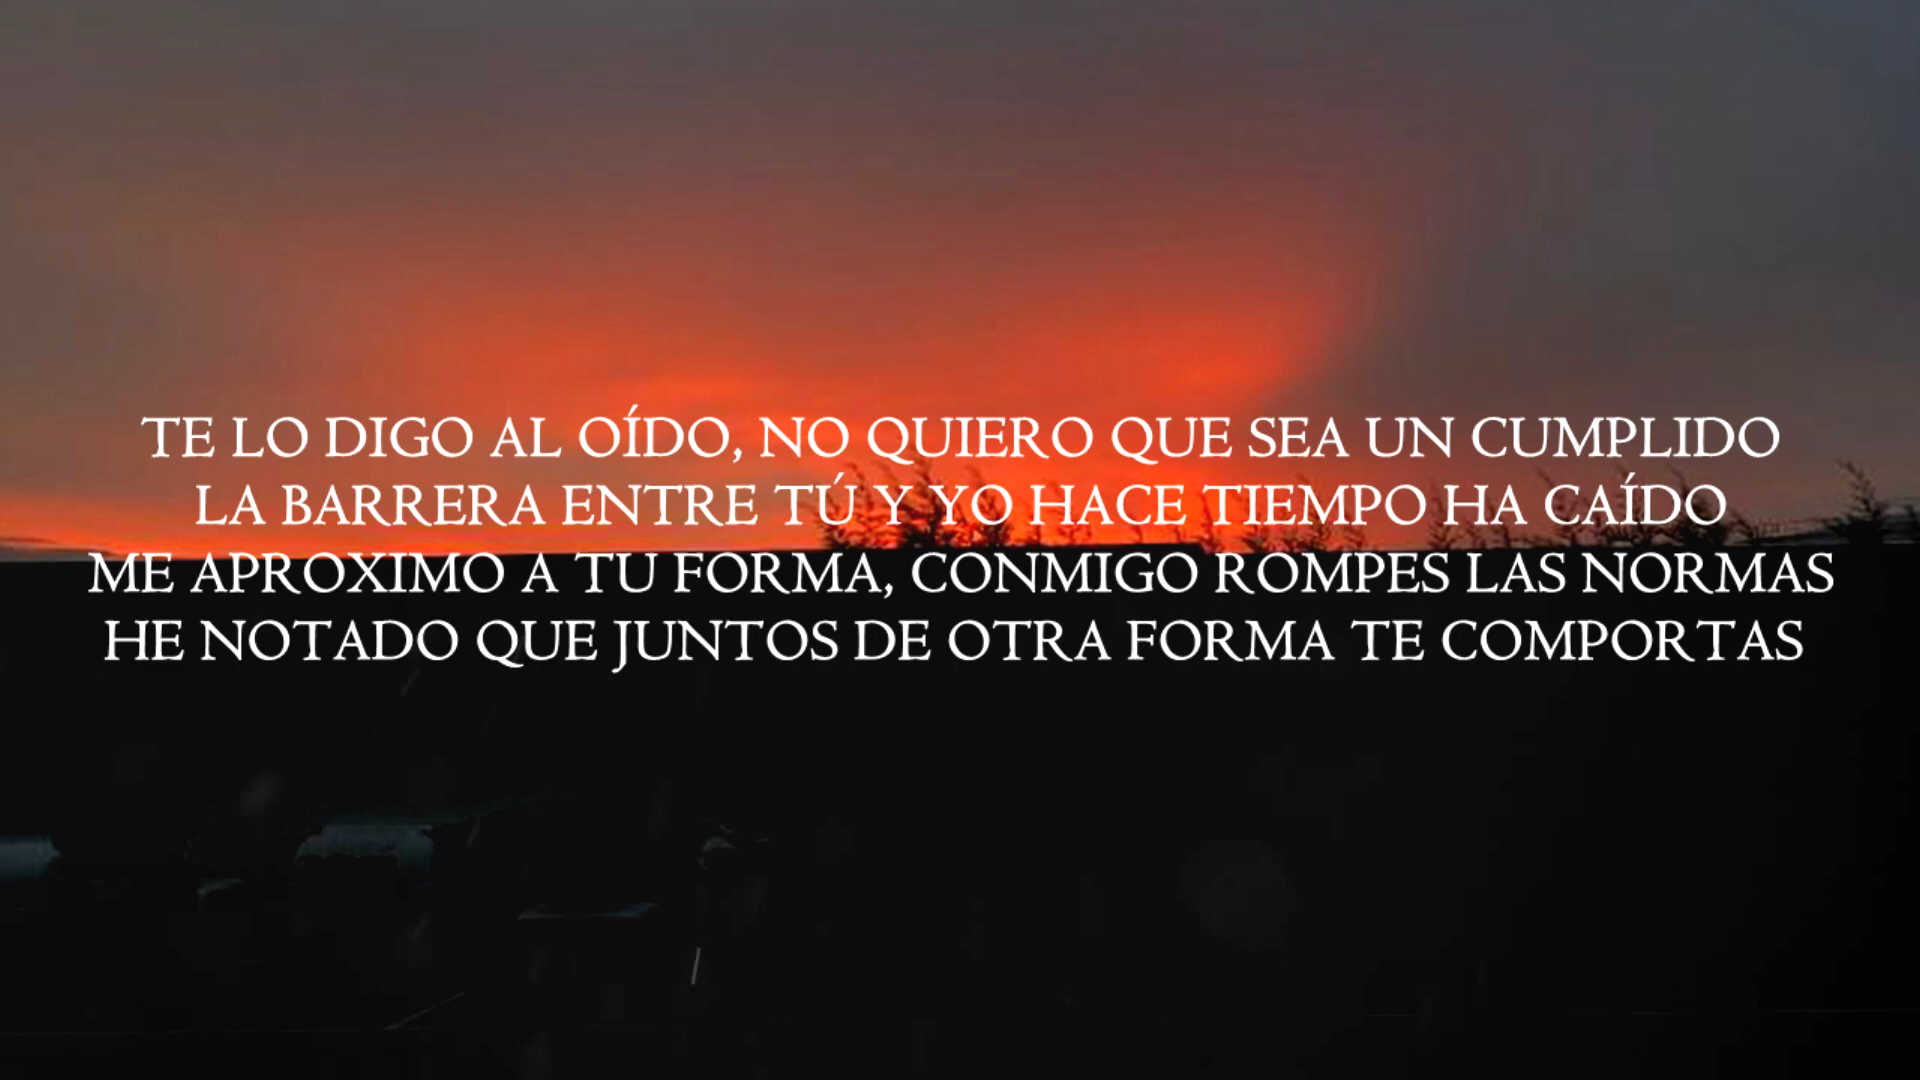 TE LO DIGO AL OÍDO, NO QUIERO QUE SEA UN CUMPLIDO
LA BARRERA ENTRE TÚ Y YO HACE TIEMPO HA CAÍDO
ME APROXIMO A TU FORMA, CONMIGO ROMPES LAS NORMAS
HE NOTADO QUE JUNTOS DE OTRA FORMA TE COMPORTAS